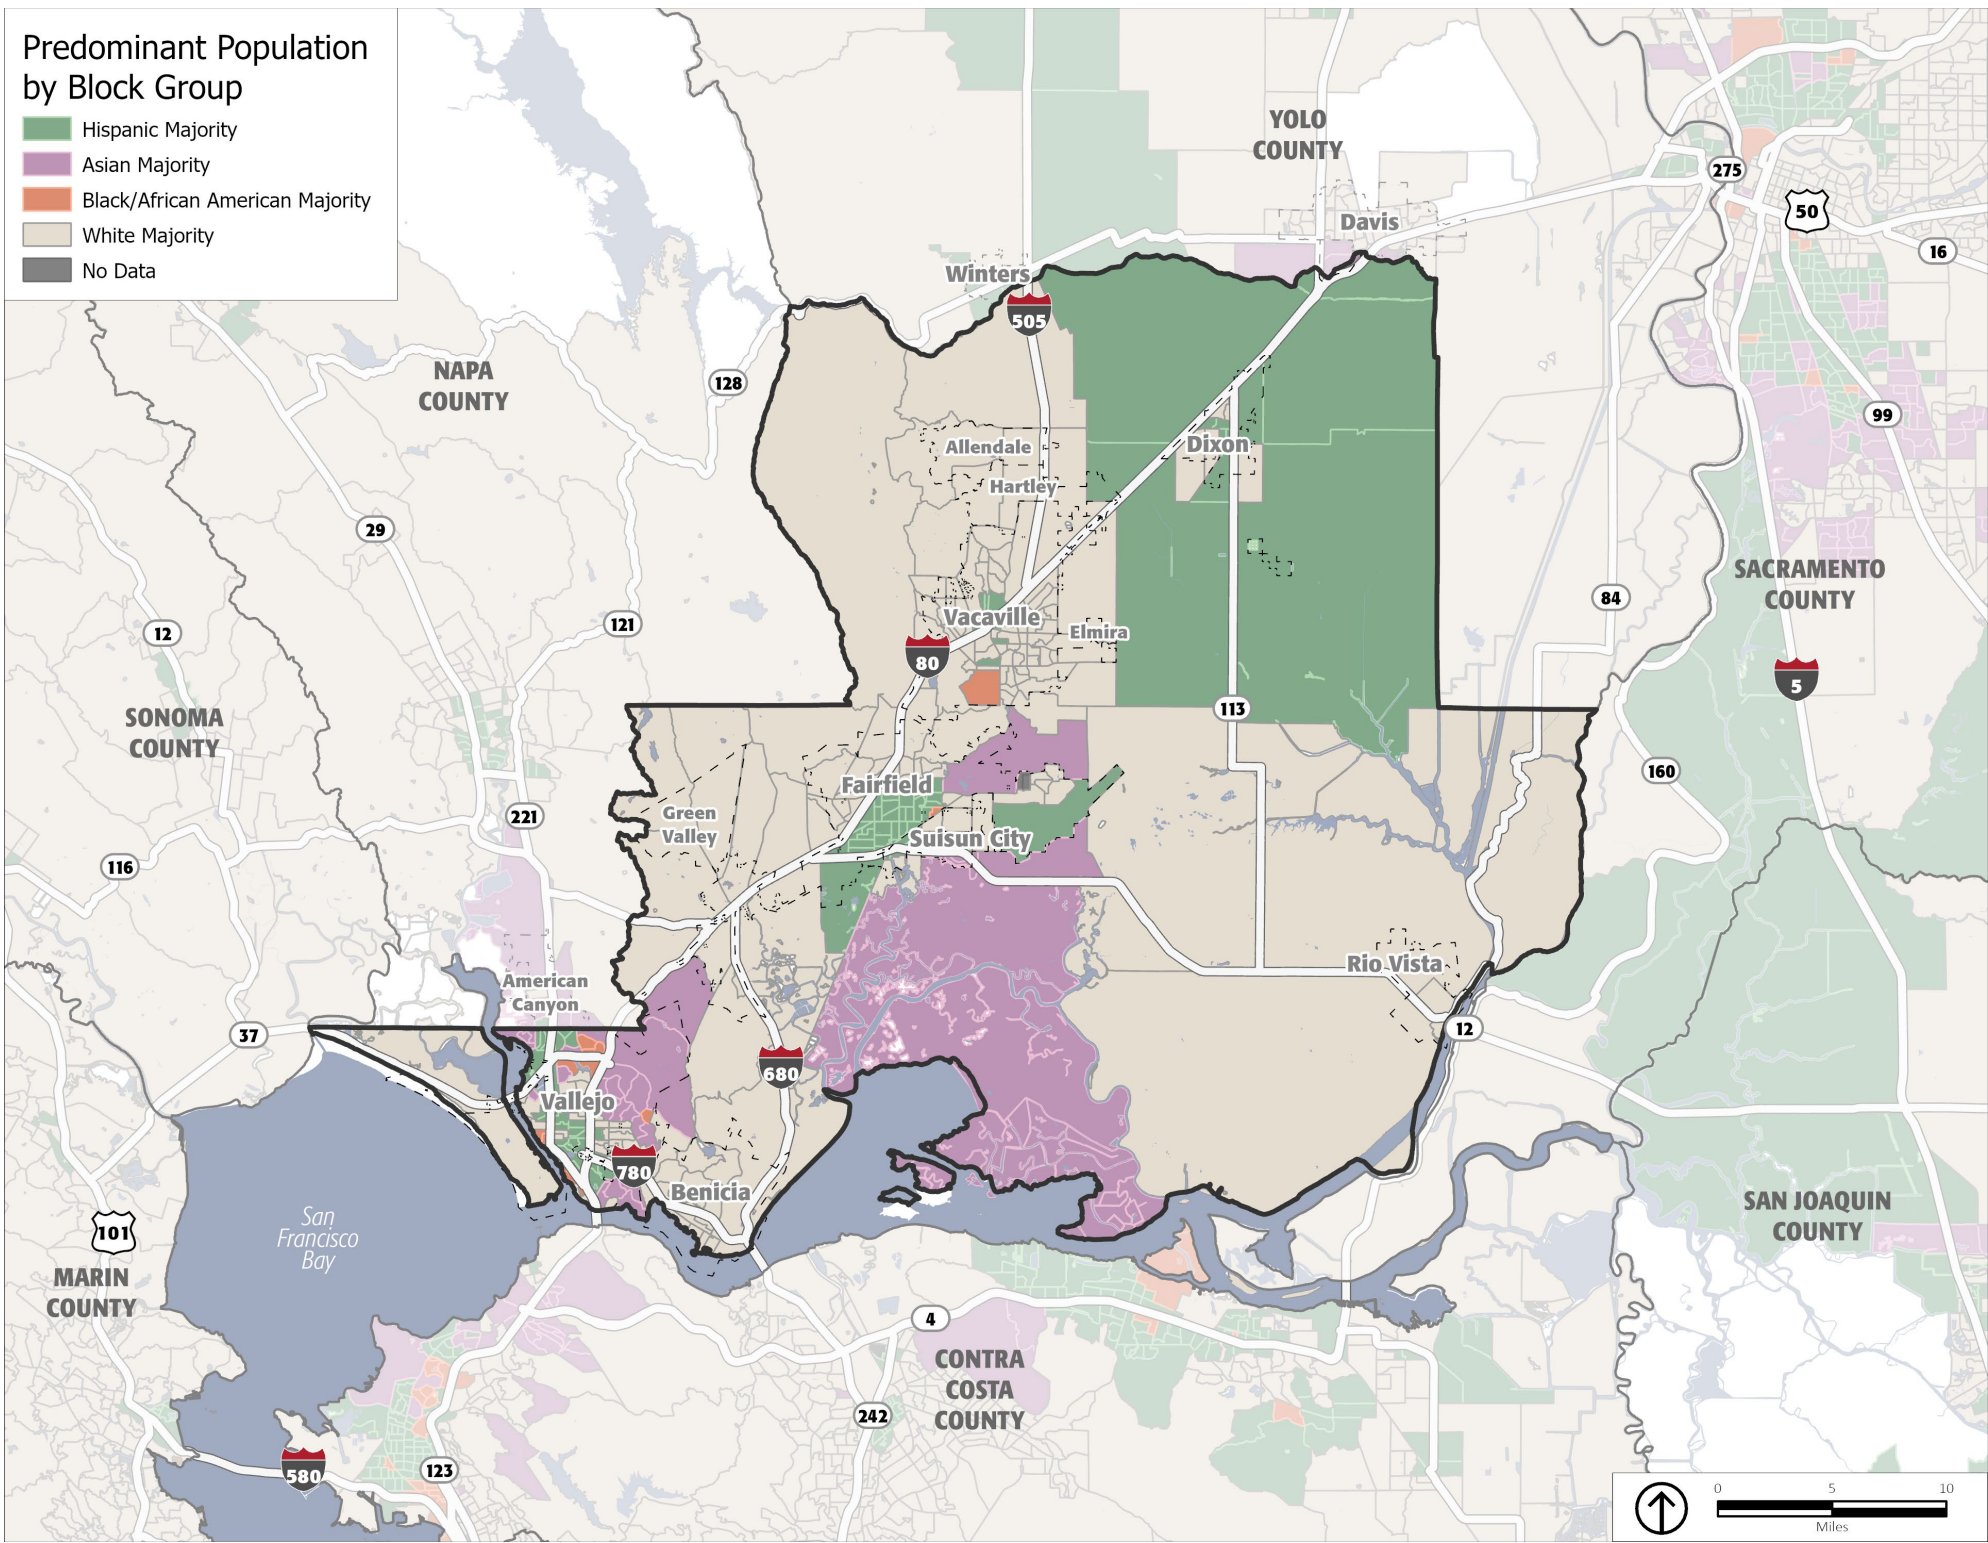 Predominant Population
by Block Group
Hispanic Majority
Asian Majority
Black/African American Majority
White Majority
No Data
YOLO
COUNTY
275
50
16
Davis
Winters
505
NAPA
COUNTY
128
99
Allendale
Dixon
Hartley
29
SACRAMENTO
COUNTY
84
121
12
Vacaville
Elmira
80
5
SONOMA
COUNTY
113
160
Fairfield
221
Green
Valley
Suisun City
116
Rio Vista
American
Canyon
37
12
680
Vallejo
780
Benicia
SAN JOAQUIN
COUNTY
101
San
Francisco
Bay
MARIN
COUNTY
4
CONTRA
COSTA
COUNTY
242
580
123
0 5 10
Miles